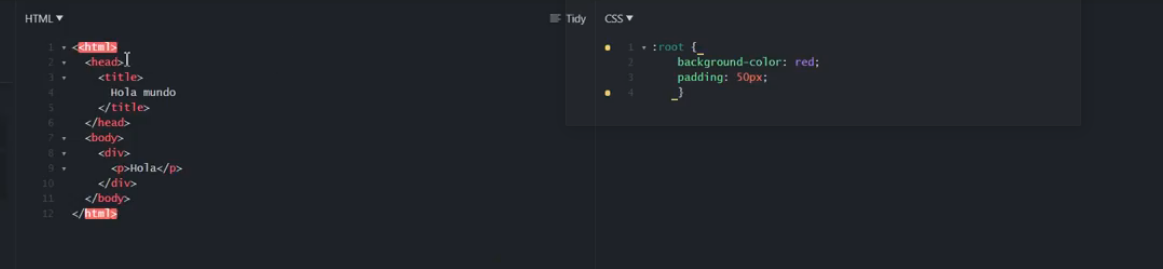 HTML ▼ Tidy
1 ▾ <<html>
2 ▾ <head>
3 ▾ <title>
4 Hola mundo
5 </title>
6 </head>
7 ▾ <body>
8 ▾ <div>
9 ▾ <p>Hola</p>
10 </div>
11 </body>
12 </html>
CSS ▼
1 ▾ :root {
2 background-color: red;
3 padding: 50px;
4 }